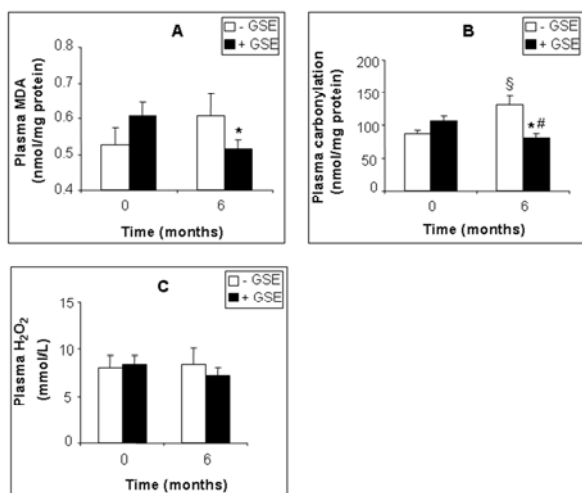 A
- GSE
+ GSE
Plasma MDA
(nmol/mg protein)
0.8
0.7
0.6
0.5
0.4
*
0
6
Time (months)
B
- GSE
+ GSE
Plasma carbonylation
(nmol/mg protein)
200
150
100
50
0
§
*#
0
6
Time (months)
C
- GSE
+ GSE
Plasma H₂O₂
(mmol/L)
15
10
5
0
0
6
Time (months)